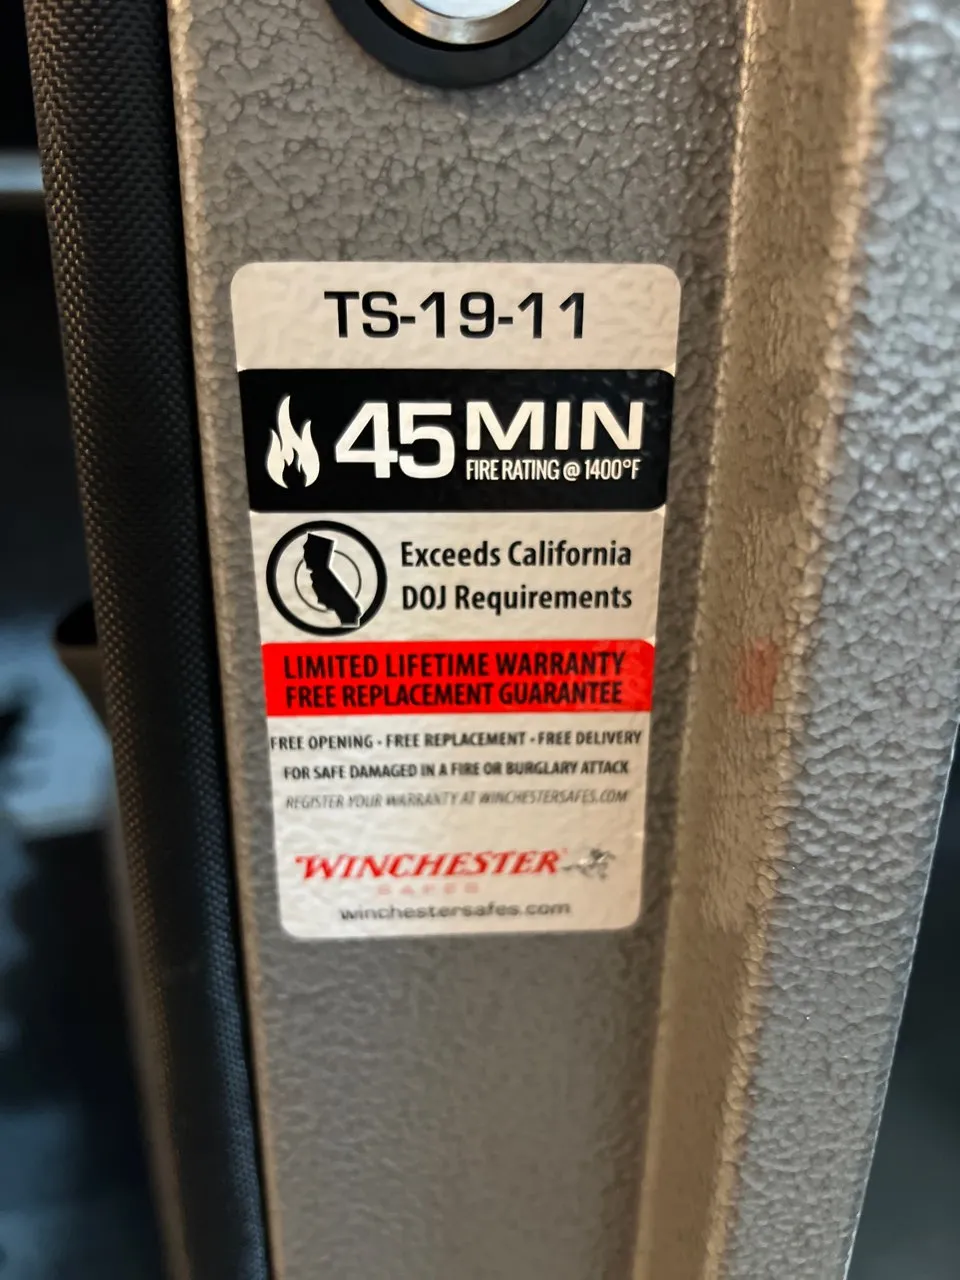 TS-19-11
45 MIN
FIRE RATING @ 1400°F
Exceeds California
DOJ Requirements
LIMITED LIFETIME WARRANTY
FREE REPLACEMENT GUARANTEE
FREE OPENING - FREE REPLACEMENT - FREE DELIVERY
FOR SAFE DAMAGED IN A FIRE OR BURGLARY ATTACK
REGISTER YOUR WARRANTY AT WINCHESTERSAFES.COM
WINCHESTER
SAFES
winchestersafes.com